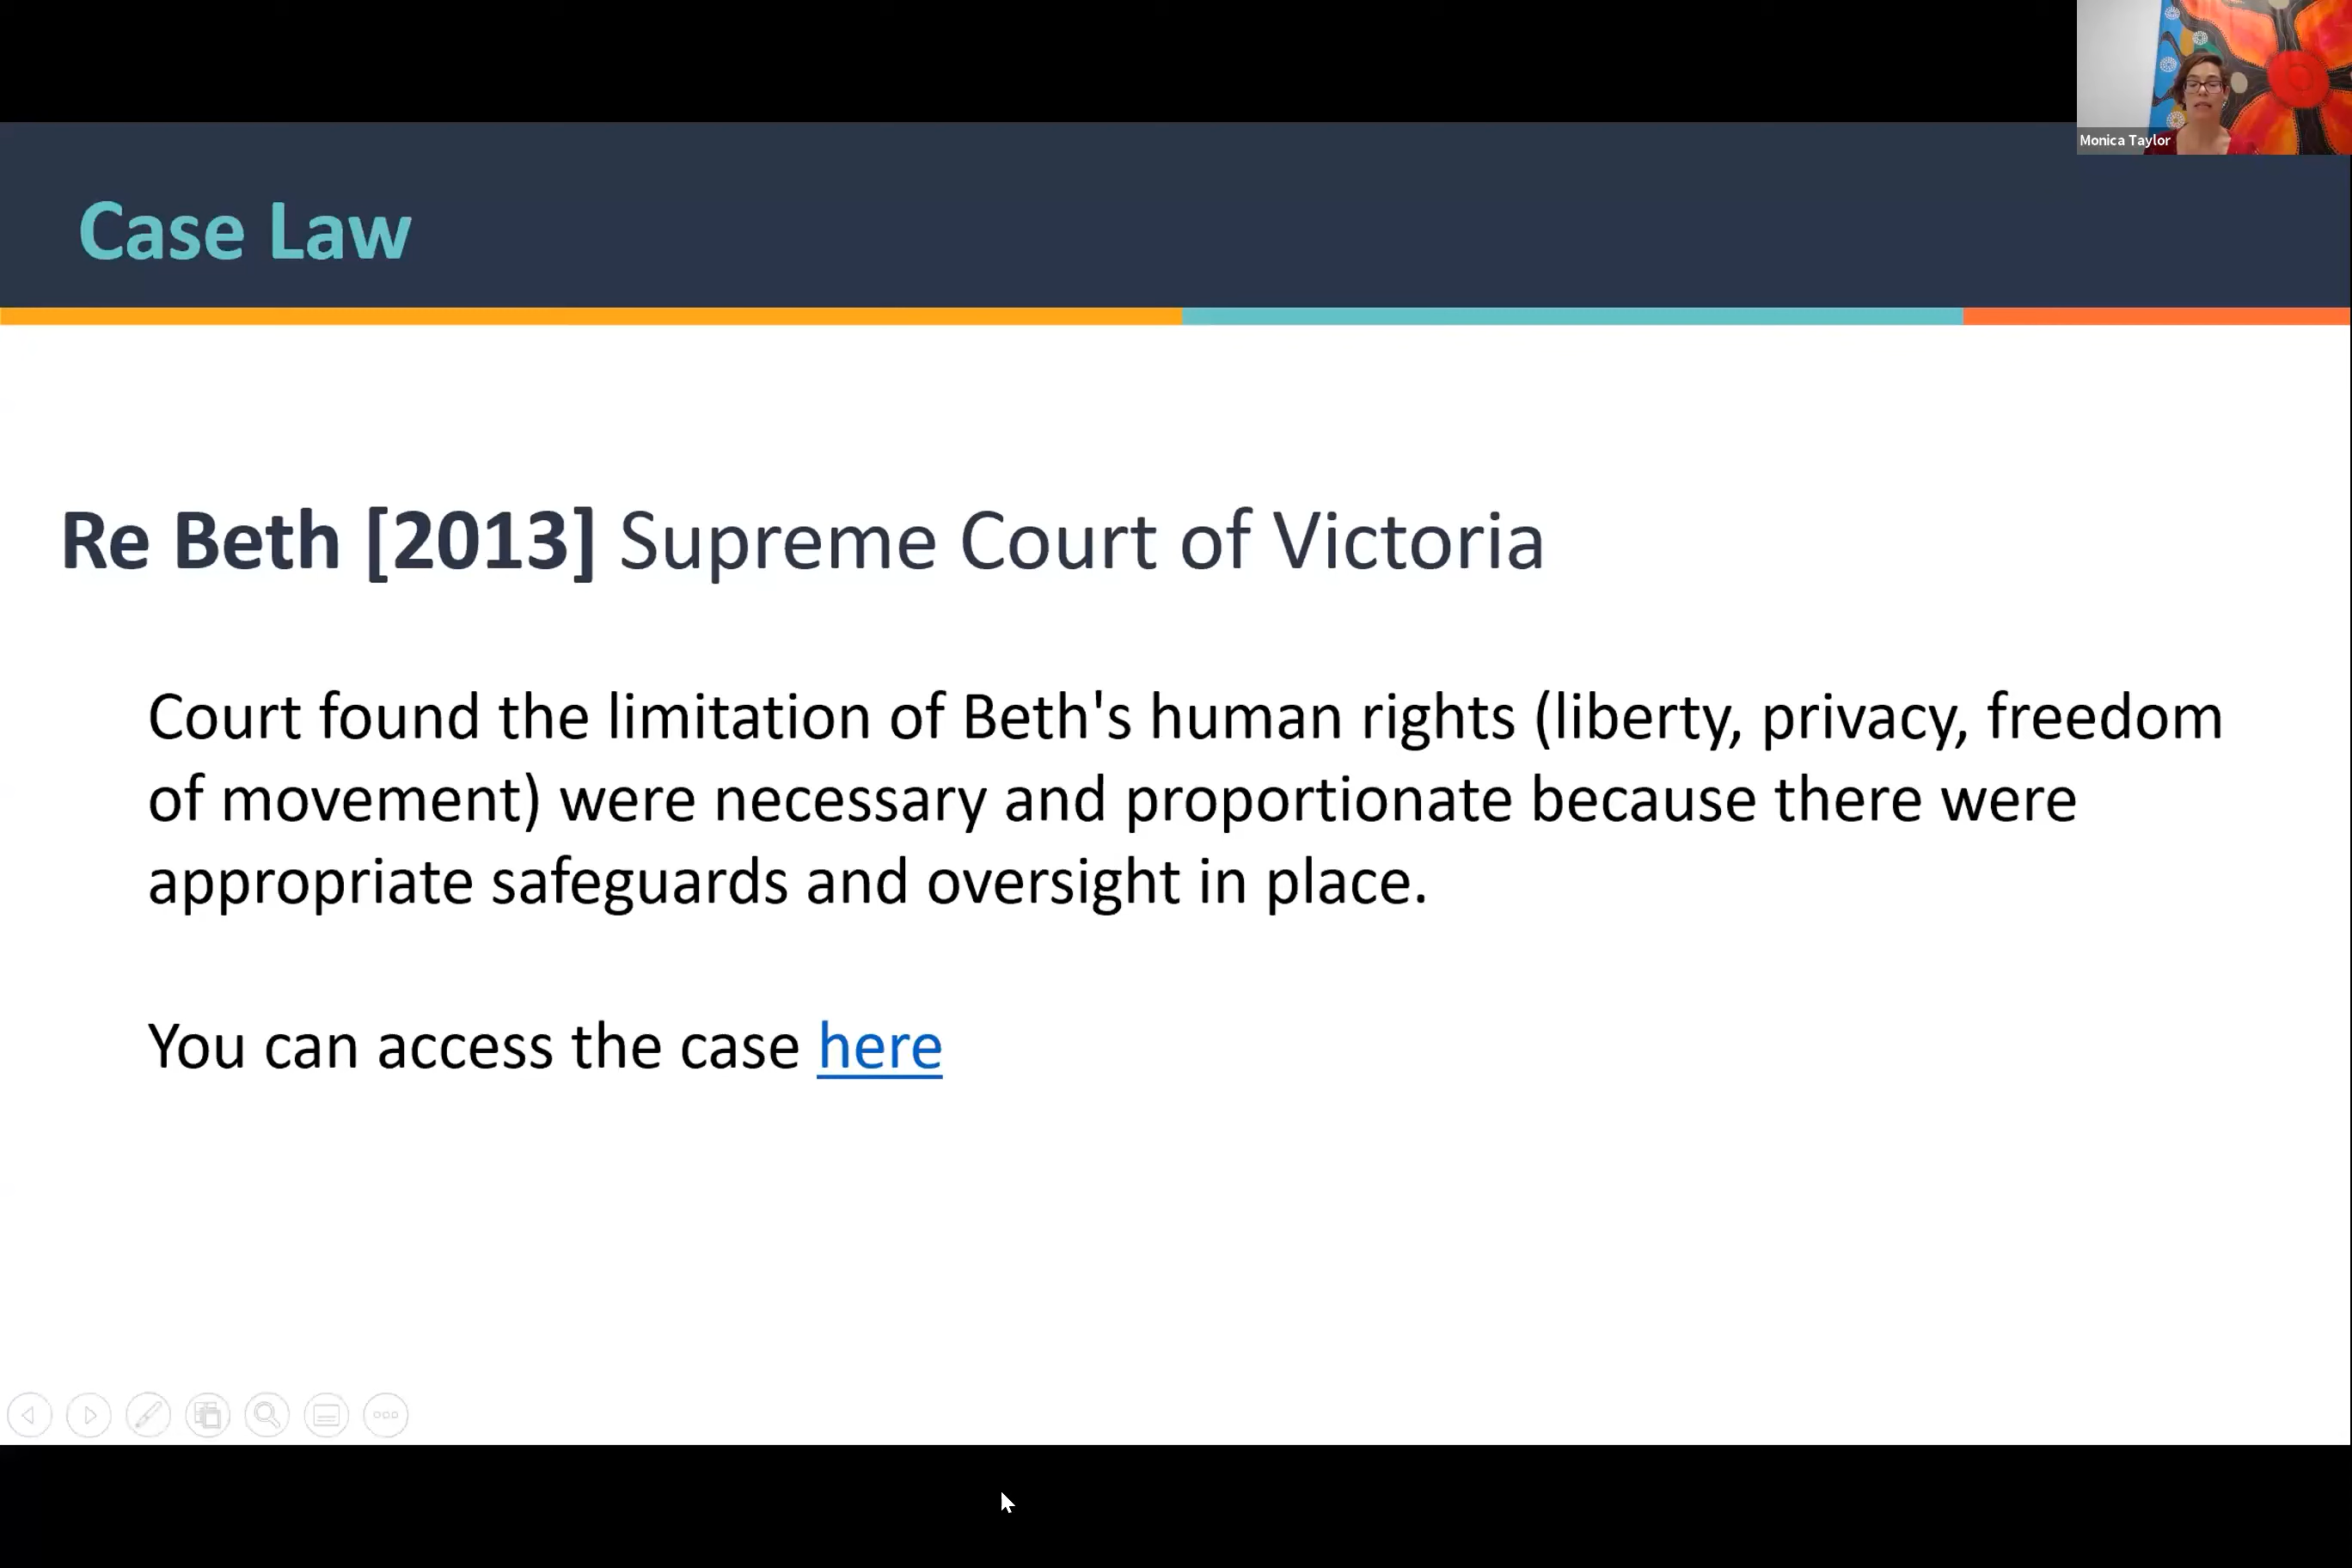 Monica Taylor
Case Law
Re Beth [2013] Supreme Court of Victoria
Court found the limitation of Beth's human rights (liberty, privacy, freedom
of movement) were necessary and proportionate because there were
appropriate safeguards and oversight in place.
You can access the case here